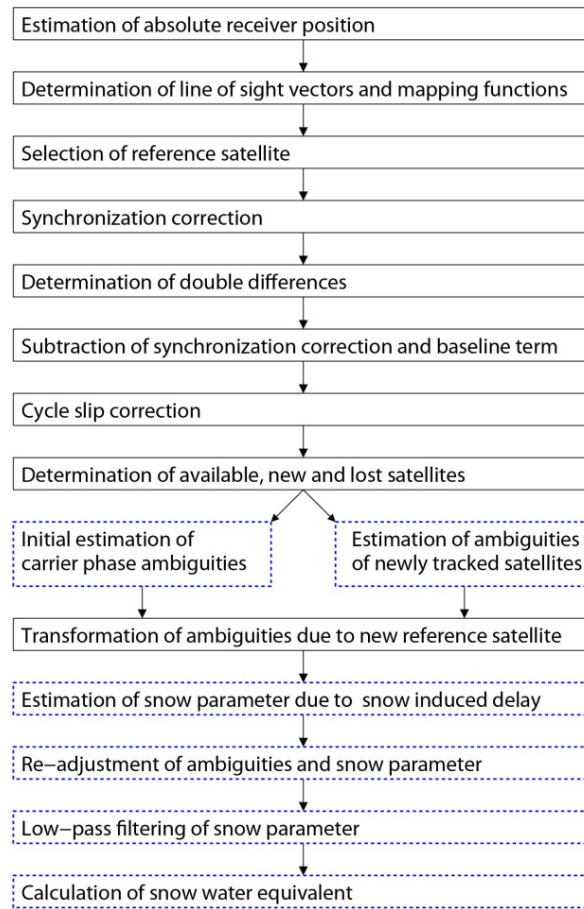 Estimation of absolute receiver position
Determination of line of sight vectors and mapping functions
Selection of reference satellite
Synchronization correction
Determination of double differences
Subtraction of synchronization correction and baseline term
Cycle slip correction
Determination of available, new and lost satellites
Initial estimation of
carrier phase ambiguities
Estimation of ambiguities
of newly tracked satellites
Transformation of ambiguities due to new reference satellite
Estimation of snow parameter due to snow induced delay
Re−adjustment of ambiguities and snow parameter
Low−pass filtering of snow parameter
Calculation of snow water equivalent